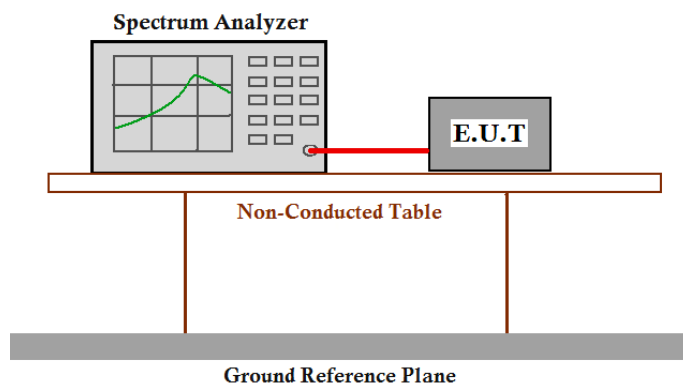 Spectrum Analyzer
E.U.T
Non-Conducted Table
Ground Reference Plane